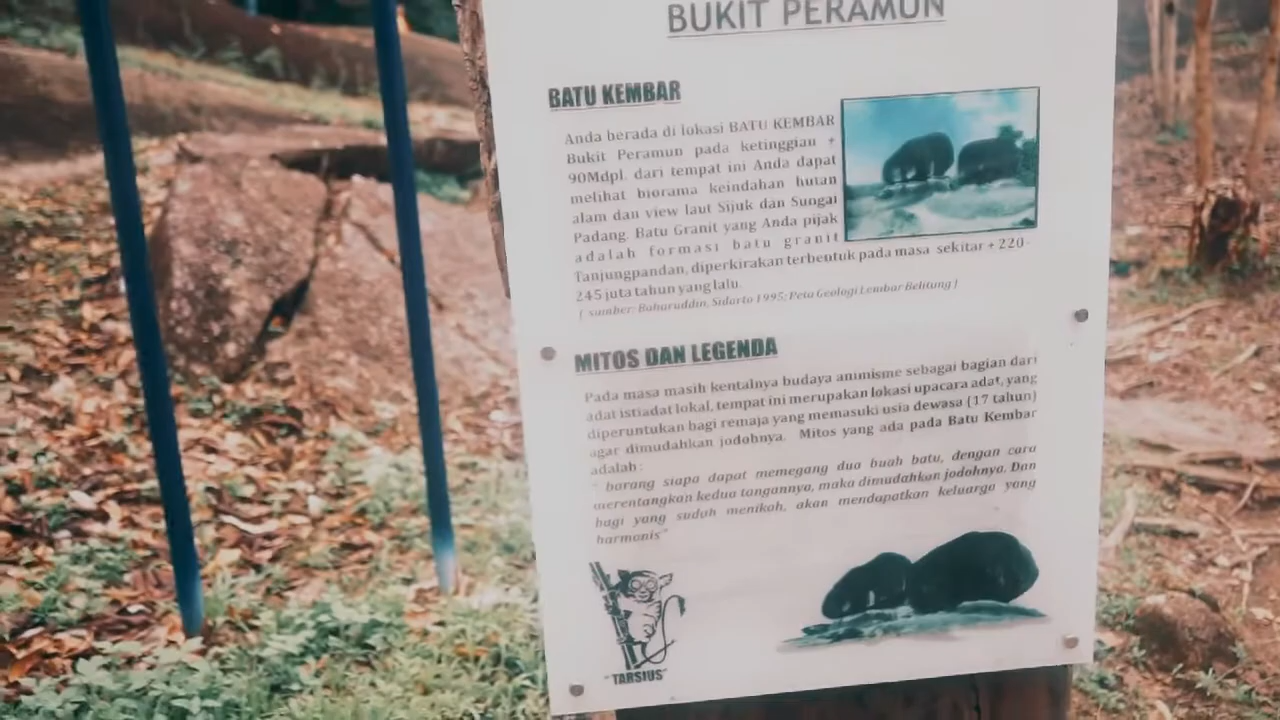 BUKIT PERAMUN
BATU KEMBAR
Anda berada di lokasi BATU KEMBAR
Bukit Peramun pada ketinggian +
90Mdpl. dari tempat ini Anda dapat
melihat biorama keindahan hutan
alam dan view laut Sijuk dan Sungai
Padang. Batu Granit yang Anda pijak
adalah formasi batu granit
Tanjungpandan, diperkirakan terbentuk pada masa sekitar + 220-
245 juta tahun yang lalu.
( sumber: Baharuddin, Sidarto 1995: Peta Geologi Lembar Belitung )
MITOS DAN LEGENDA
Pada masa masih kentalnya budaya animisme sebagai bagian dari
adat istiadat lokal, tempat ini merupakan lokasi upacara adat, yang
diperuntukan bagi remaja yang memasuki usia dewasa (17 tahun)
agar dimudahkan jodohnya. Mitos yang ada pada Batu Kembar
adalah :
" barang siapa dapat memegang dua buah batu, dengan cara
merentangkan kedua tangannya, maka dimudahkan jodohnya. Dan
bagi yang sudah menikah, akan mendapatkan keluarga yang
harmonis"
"TARSIUS"